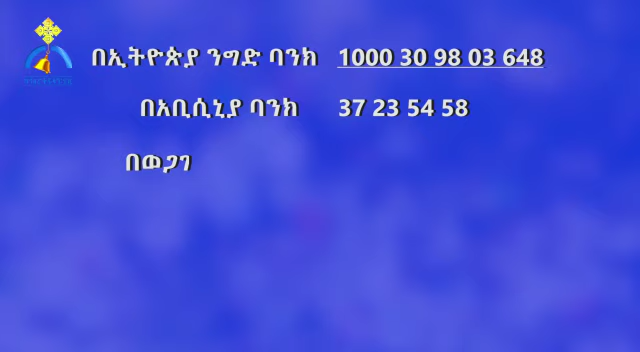 በኢትዮጵያ ንግድ ባንክ 1000 30 98 03 648
በአቢሲኒያ ባንክ 37 23 54 58
በወጋገ